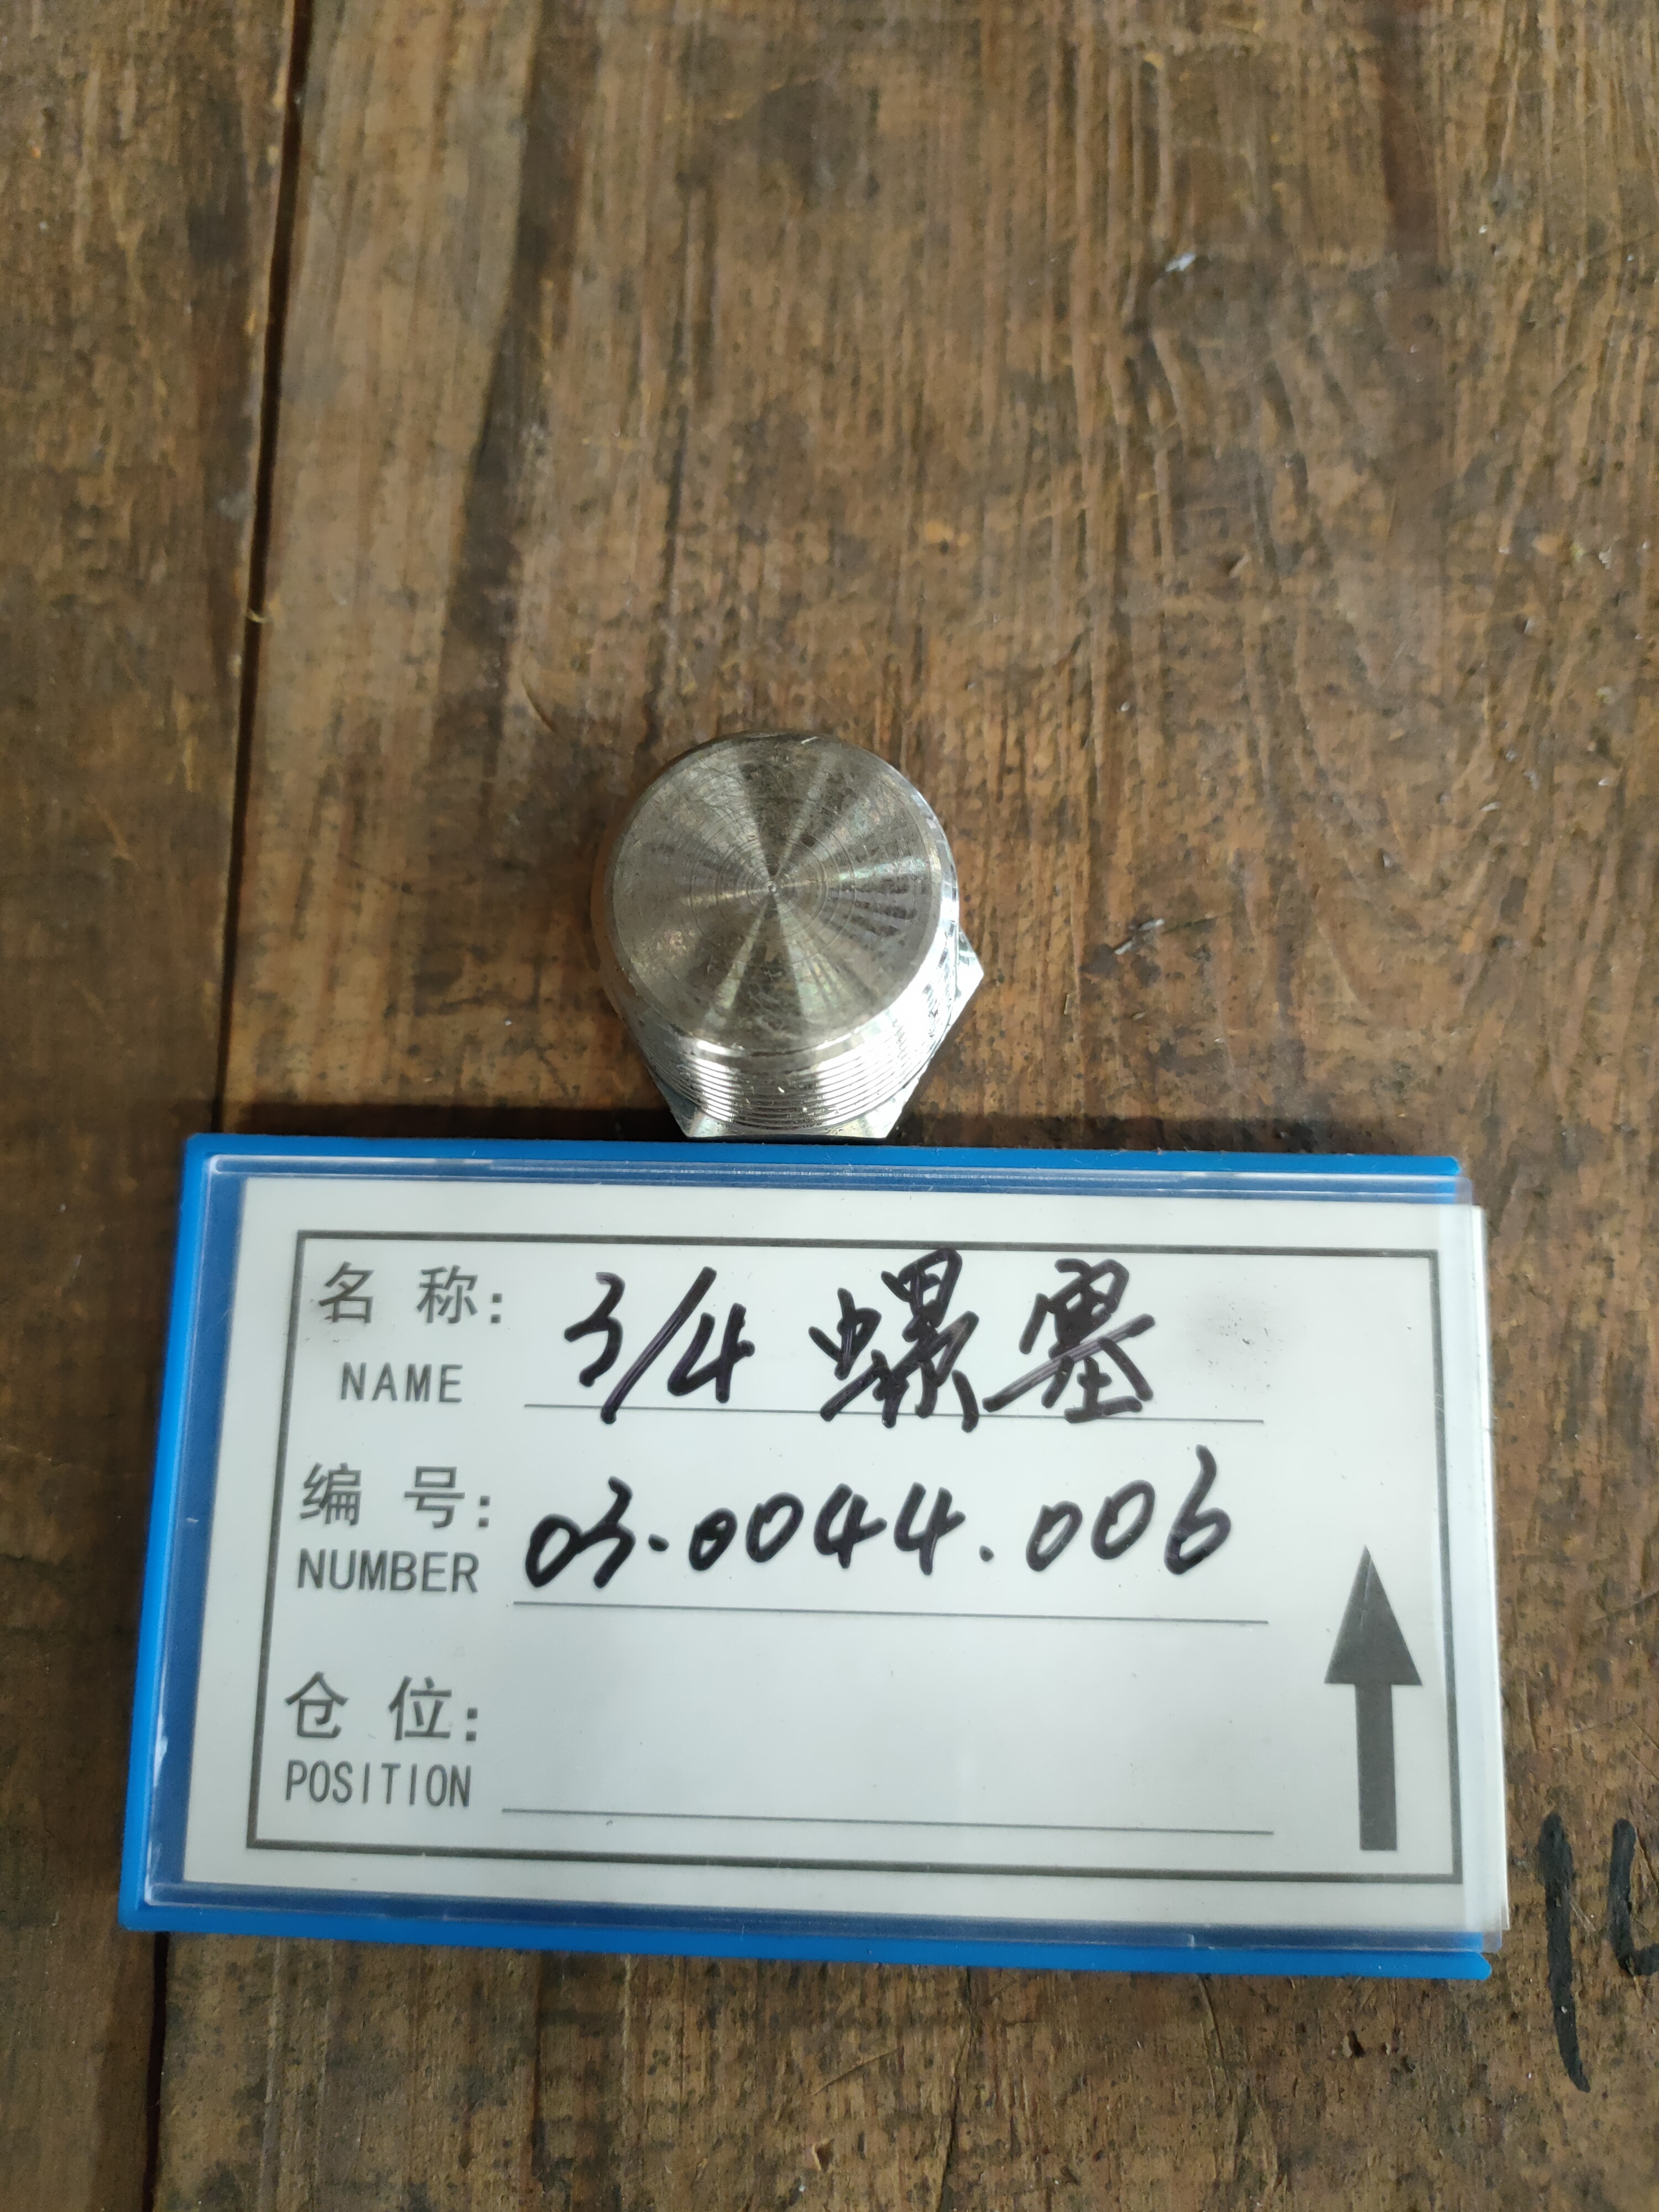 名 称: 3/4 螺塞
NAME
编 号: 03.0044.006
NUMBER
仓 位:
POSITION